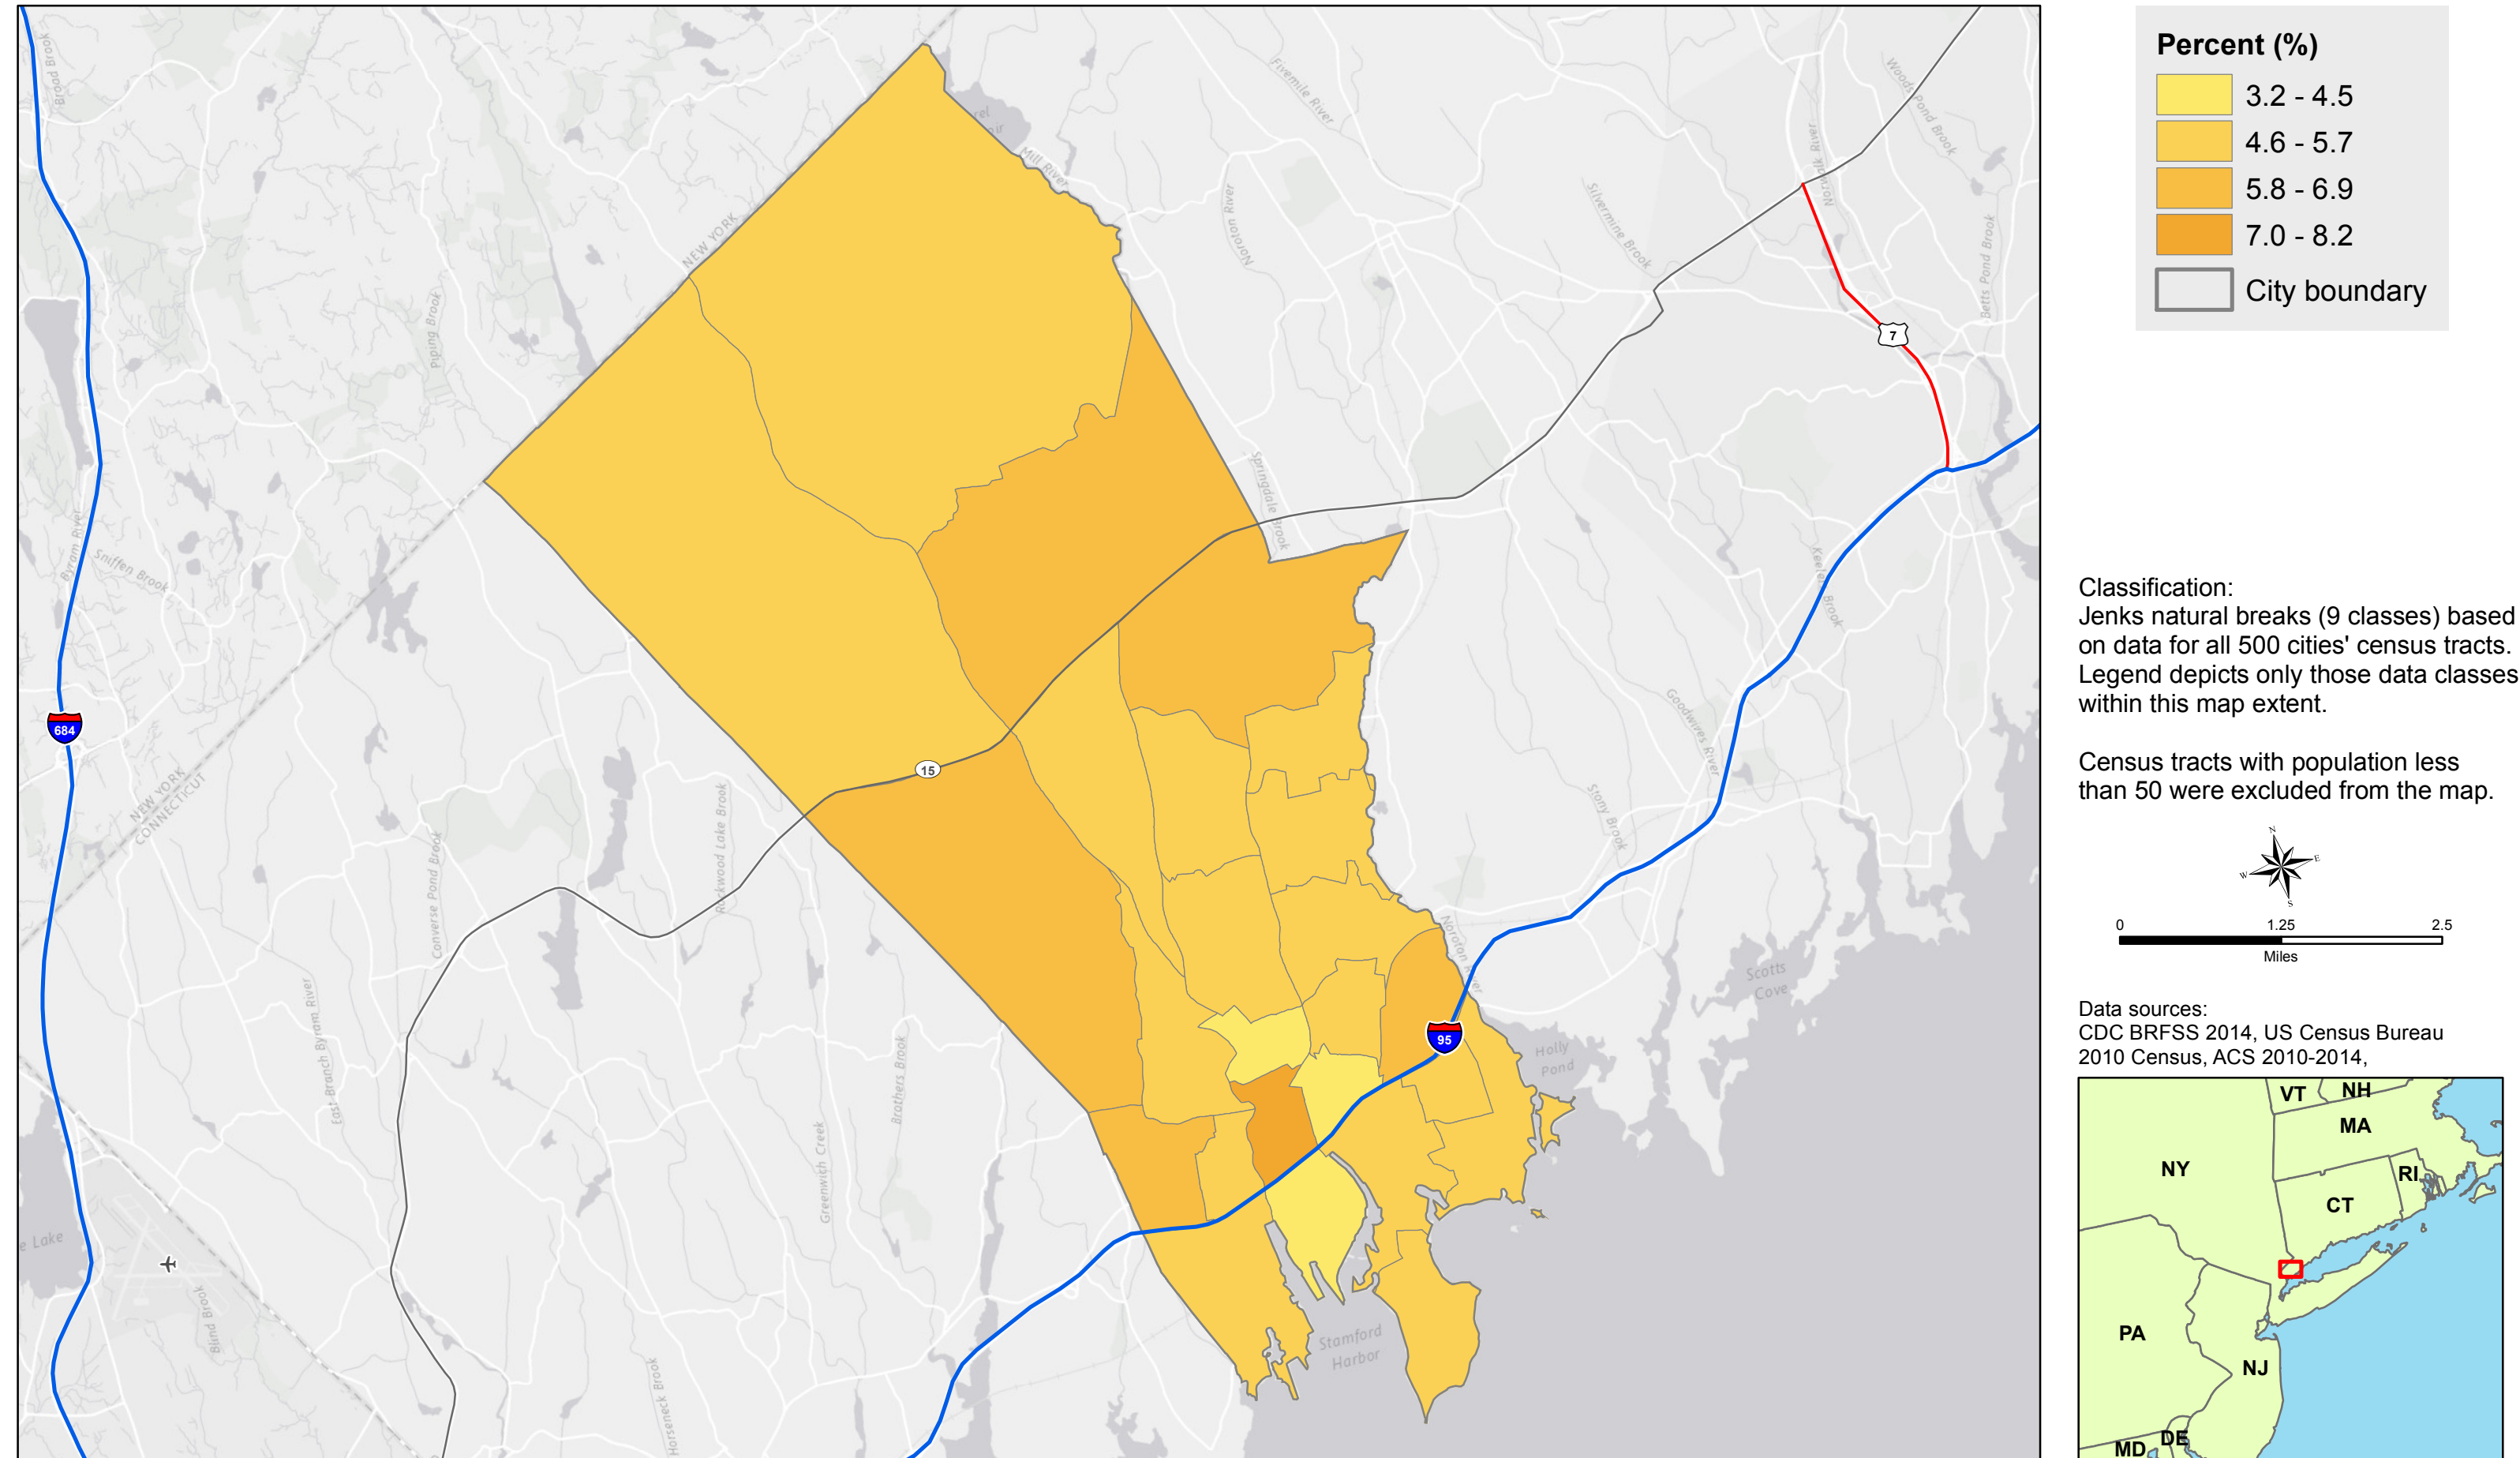 Percent (%)
3.2 - 4.5
4.6 - 5.7
5.8 - 6.9
7.0 - 8.2
City boundary
Classification:
Jenks natural breaks (9 classes) based
on data for all 500 cities' census tracts.
Legend depicts only those data classes
within this map extent.
Census tracts with population less
than 50 were excluded from the map.
N
E
S
W
0 1.25 2.5
Miles
Data sources:
CDC BRFSS 2014, US Census Bureau
2010 Census, ACS 2010-2014,
VT
NH
MA
NY
RI
CT
PA
NJ
DE
MD
Broad Brook
Fivemile River
Woods Pond Brook
Mill River
Norwalk River
Noroton River
Silvermine Brook
NEW YORK
Betts Pond Brook
Piping Brook
7
Springdale Brook
Byram River
Sniffen Brook
Keeler Brook
684
Goodwives River
15
NEW YORK
CONNECTICUT
Rockwood Lake Brook
Stony Brook
Converse Pond Brook
Noroton River
Scotts
Cove
East Branch Byram River
95
Holly
Pond
Brothers Brook
Greenwich Creek
e Lake
Blind Brook
Stamford
Harbor
Horseneck Brook